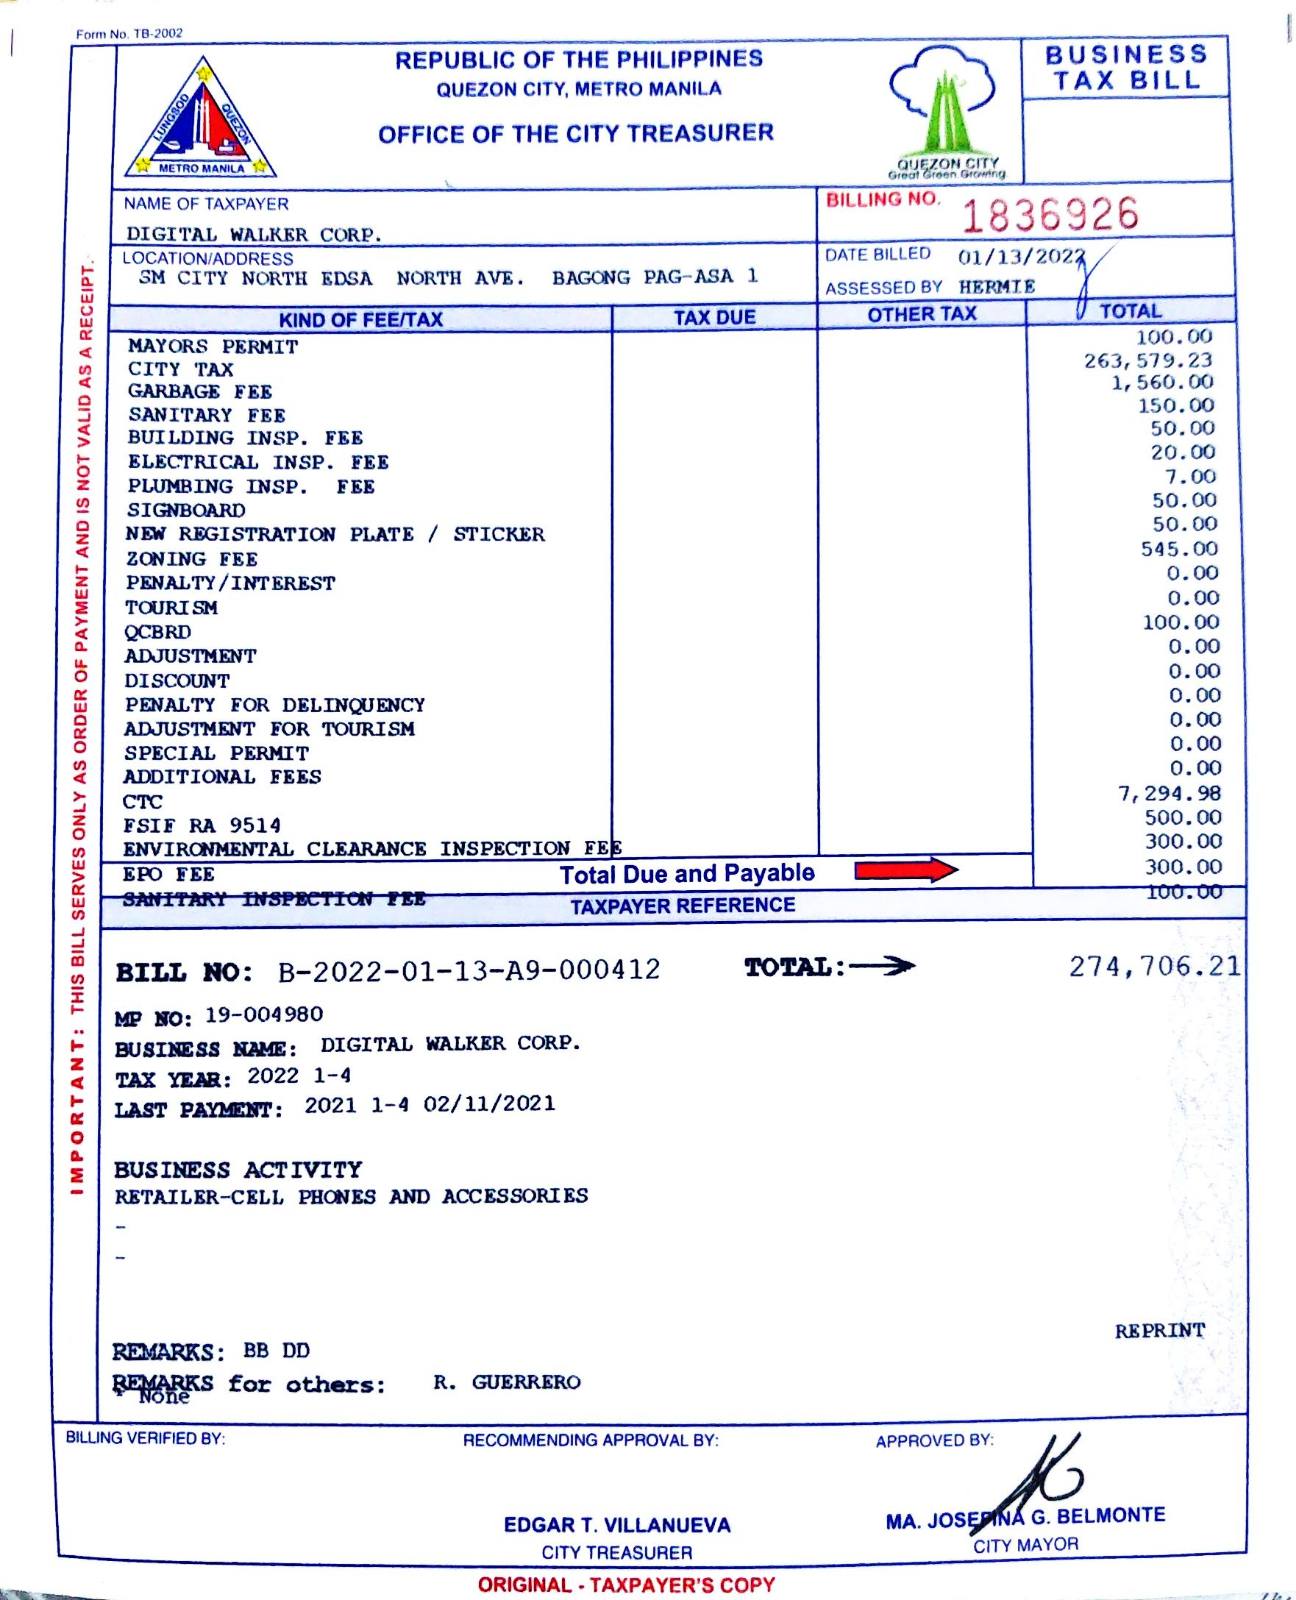 Form No. TB-2002
REPUBLIC OF THE PHILIPPINES
QUEZON CITY, METRO MANILA
OFFICE OF THE CITY TREASURER
LUNGSOD QUEZON
METRO MANILA
QUEZON CITY
Great Green Growing
BUSINESS
TAX BILL
NAME OF TAXPAYER
DIGITAL WALKER CORP.
BILLING NO. 1836926
LOCATION/ADDRESS
SM CITY NORTH EDSA NORTH AVE. BAGONG PAG-ASA 1
DATE BILLED 01/13/2022
ASSESSED BY HERMIE
KIND OF FEE/TAX TAX DUE OTHER TAX TOTAL
MAYORS PERMIT 100.00
CITY TAX 263,579.23
GARBAGE FEE 1,560.00
SANITARY FEE 150.00
BUILDING INSP. FEE 50.00
ELECTRICAL INSP. FEE 20.00
PLUMBING INSP. FEE 7.00
SIGNBOARD 50.00
NEW REGISTRATION PLATE / STICKER 50.00
ZONING FEE 545.00
PENALTY/INTEREST 0.00
TOURISM 0.00
QCBRD 100.00
ADJUSTMENT 0.00
DISCOUNT 0.00
PENALTY FOR DELINQUENCY 0.00
ADJUSTMENT FOR TOURISM 0.00
SPECIAL PERMIT 0.00
ADDITIONAL FEES 0.00
CTC 7,294.98
FSIF RA 9514 500.00
ENVIRONMENTAL CLEARANCE INSPECTION FEE 300.00
EPO FEE 300.00
Total Due and Payable
SANITARY INSPECTION FEE 100.00
TAXPAYER REFERENCE
BILL NO: B-2022-01-13-A9-000412 TOTAL: 274,706.21
MP NO: 19-004980
BUSINESS NAME: DIGITAL WALKER CORP.
TAX YEAR: 2022 1-4
LAST PAYMENT: 2021 1-4 02/11/2021
BUSINESS ACTIVITY
RETAILER-CELL PHONES AND ACCESSORIES
-
-
REPRINT
REMARKS: BB DD
REMARKS for others: R. GUERRERO
* None
BILLING VERIFIED BY: RECOMMENDING APPROVAL BY: APPROVED BY:
EDGAR T. VILLANUEVA
CITY TREASURER
MA. JOSEFINA G. BELMONTE
CITY MAYOR
ORIGINAL - TAXPAYER'S COPY
IMPORTANT: THIS BILL SERVES ONLY AS ORDER OF PAYMENT AND IS NOT VALID AS A RECEIPT.